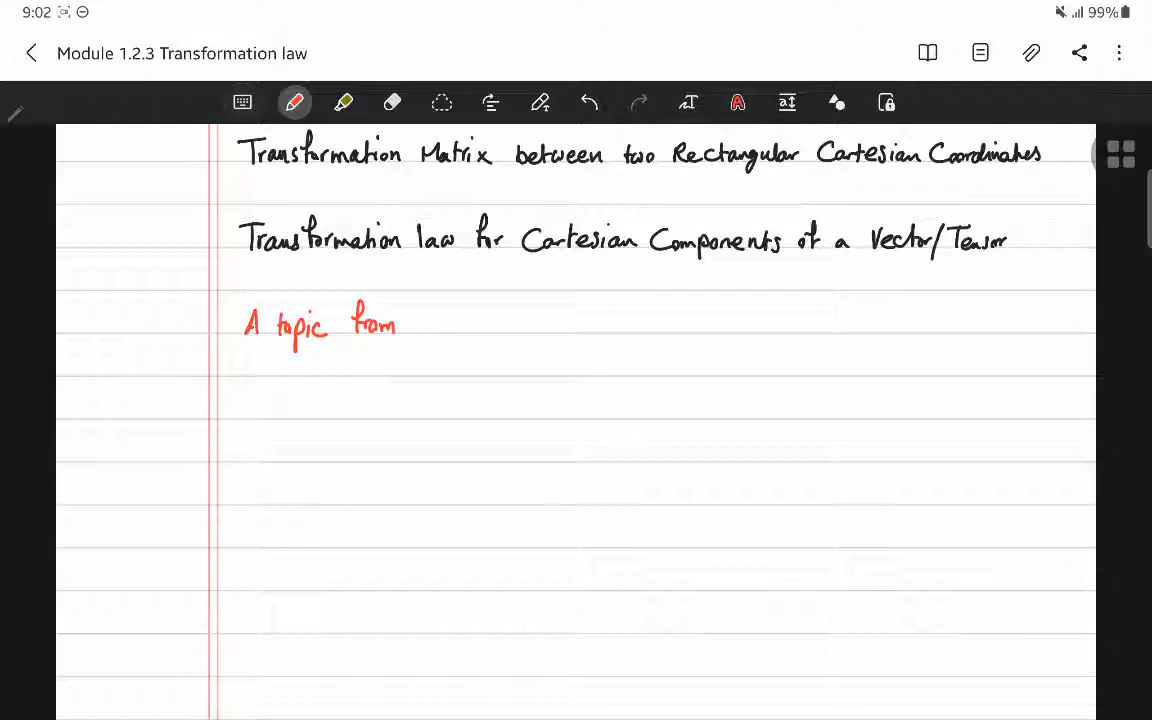 9:02 99%
Module 1.2.3 Transformation law
Transformation Matrix between two Rectangular Cartesian Coordinates
Transformation law for Cartesian Components of a Vector/Tensor
A topic from